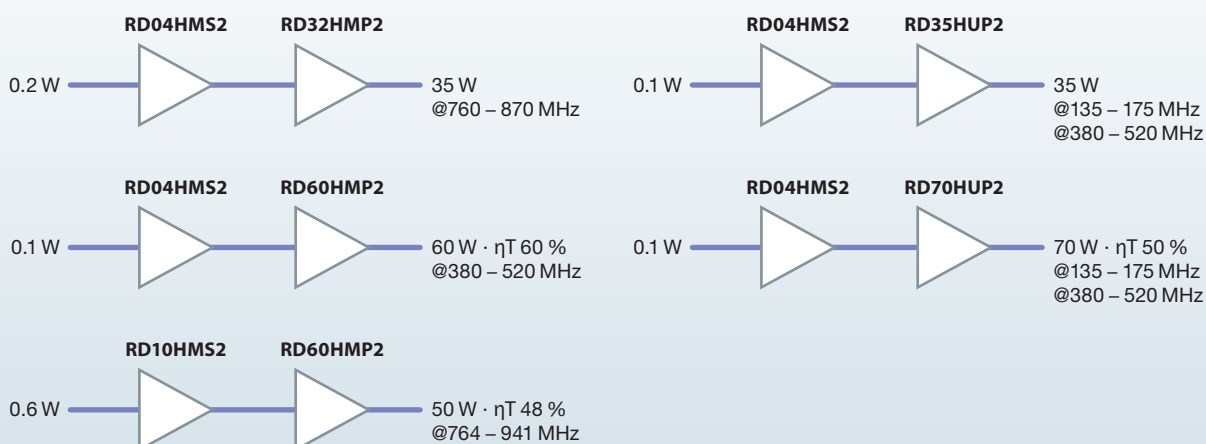 RD04HMS2 RD32HMP2
0.2 W
35 W
@760 – 870 MHz
RD04HMS2 RD35HUP2
0.1 W
35 W
@135 – 175 MHz
@380 – 520 MHz
RD04HMS2 RD60HMP2
0.1 W
60 W · ηT 60 %
@380 – 520 MHz
RD04HMS2 RD70HUP2
0.1 W
70 W · ηT 50 %
@135 – 175 MHz
@380 – 520 MHz
RD10HMS2 RD60HMP2
0.6 W
50 W · ηT 48 %
@764 – 941 MHz